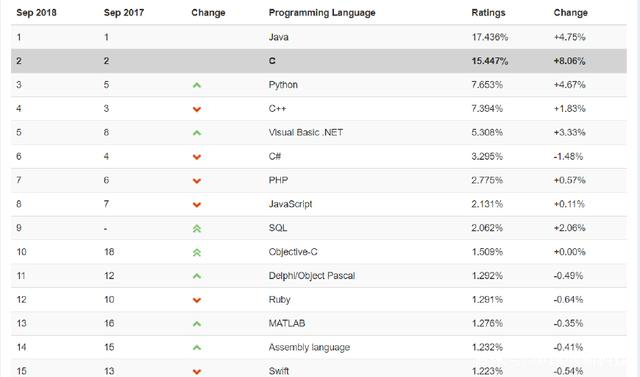 Sep 2018 Sep 2017 Change Programming Language Ratings Change
1 1 Java 17.436% +4.75%
2 2 C 15.447% +8.06%
3 5 Python 7.653% +4.67%
4 3 C++ 7.394% +1.83%
5 8 Visual Basic .NET 5.308% +3.33%
6 4 C# 3.295% -1.48%
7 6 PHP 2.775% +0.57%
8 7 JavaScript 2.131% +0.11%
9 - SQL 2.062% +2.06%
10 18 Objective-C 1.509% +0.00%
11 12 Delphi/Object Pascal 1.292% -0.49%
12 10 Ruby 1.291% -0.64%
13 16 MATLAB 1.276% -0.35%
14 15 Assembly language 1.232% -0.41%
15 13 Swift 1.223% -0.54%